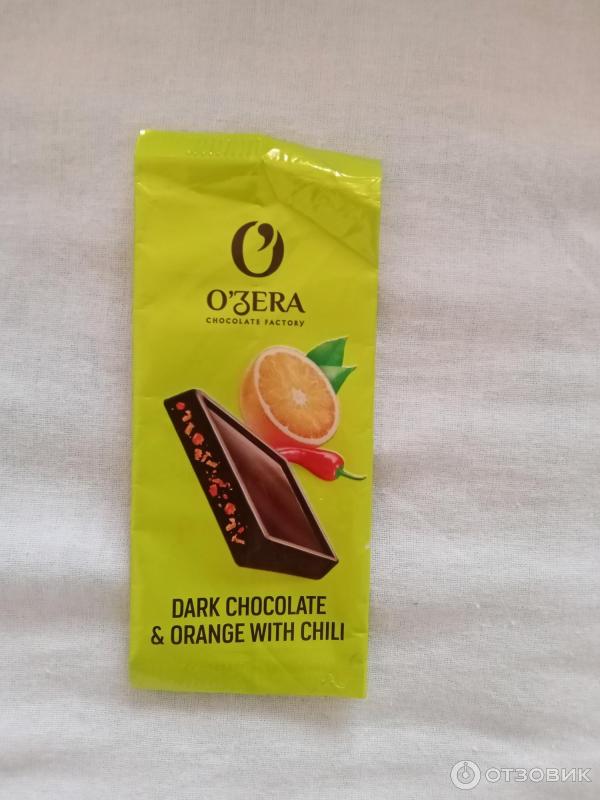 O'ZERA
CHOCOLATE FACTORY
DARK CHOCOLATE
& ORANGE WITH CHILI
ОТЗОВИК